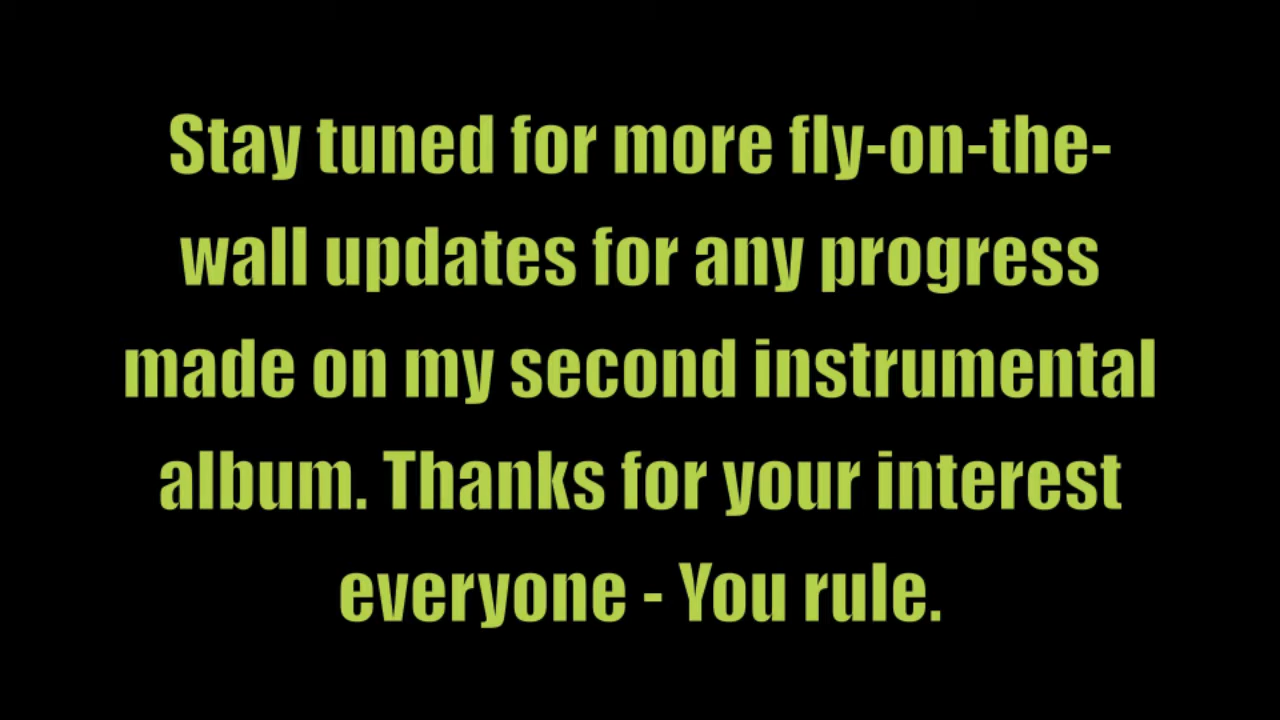 Stay tuned for more fly-on-the-
wall updates for any progress
made on my second instrumental
album. Thanks for your interest
everyone - You rule.